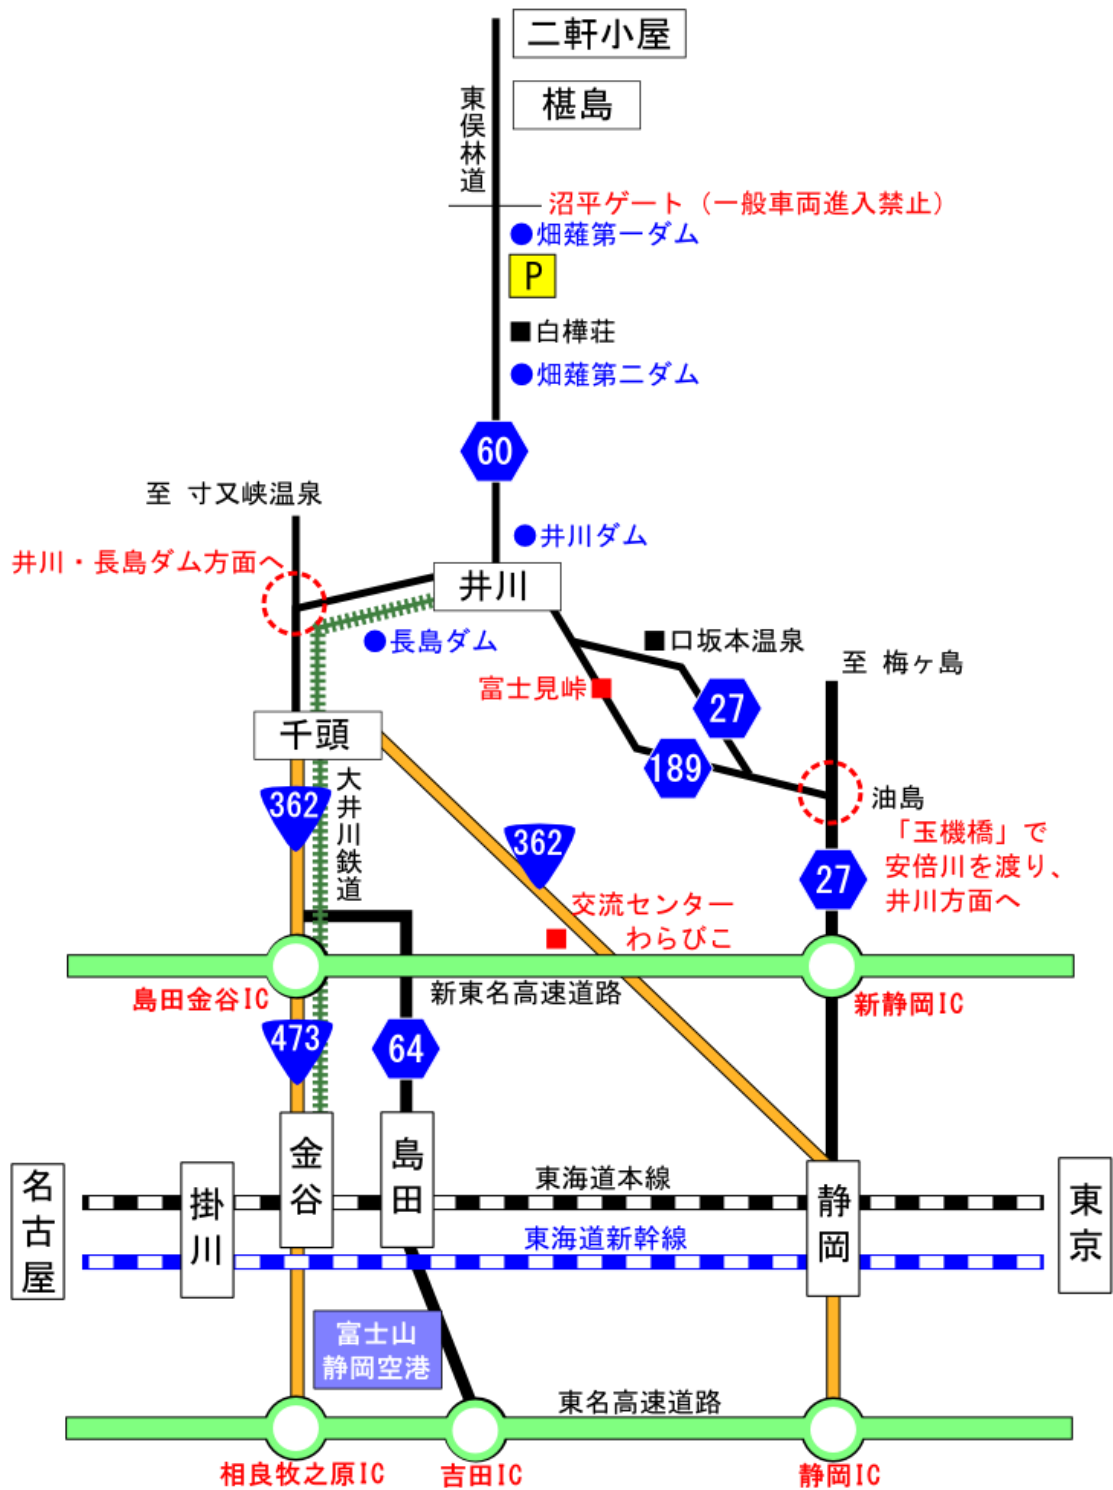 二軒小屋
椹島
東俣林道
沼平ゲート（一般車両進入禁止）
畑薙第一ダム
P
白樺荘
畑薙第二ダム
60
至 寸又峡温泉
井川ダム
井川・長島ダム方面へ
井川
長島ダム
口坂本温泉
至 梅ヶ島
富士見峠
27
千頭
189
大井川鉄道
362
362
油島
「玉機橋」で
安倍川を渡り、
井川方面へ
27
交流センター
わらびこ
島田金谷IC
新東名高速道路
新静岡IC
473
64
金谷
島田
東海道本線
名古屋
掛川
静岡
東京
東海道新幹線
富士山
静岡空港
東名高速道路
相良牧之原IC
吉田IC
静岡IC